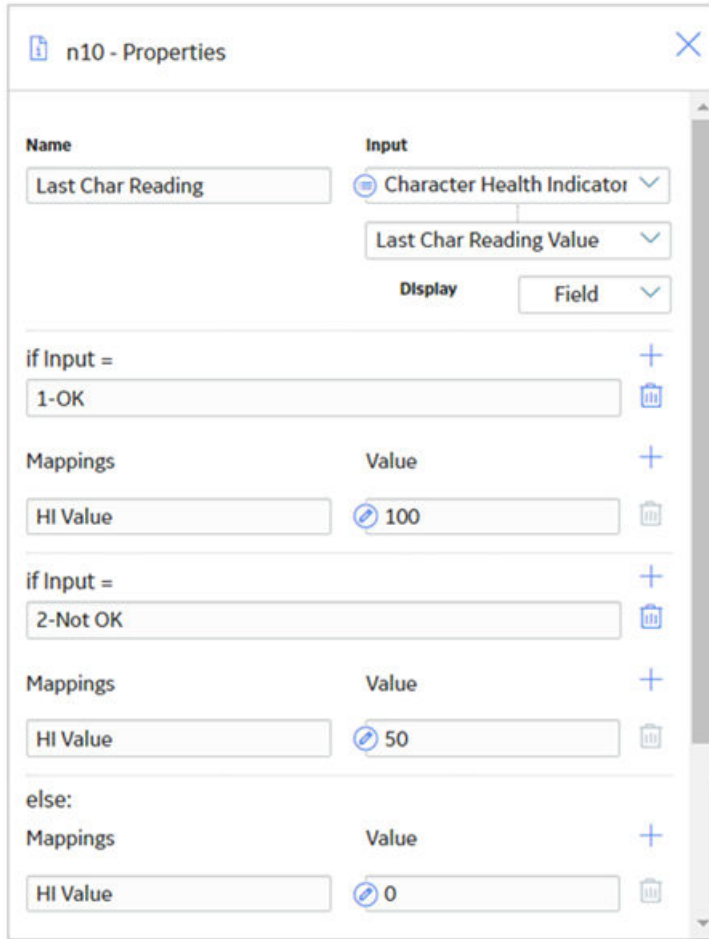 n10 - Properties
Name Input
Last Char Reading Character Health Indicator
Last Char Reading Value
Display Field
if Input =
1-OK
Mappings Value
HI Value 100
if Input =
2-Not OK
Mappings Value
HI Value 50
else:
Mappings Value
HI Value 0